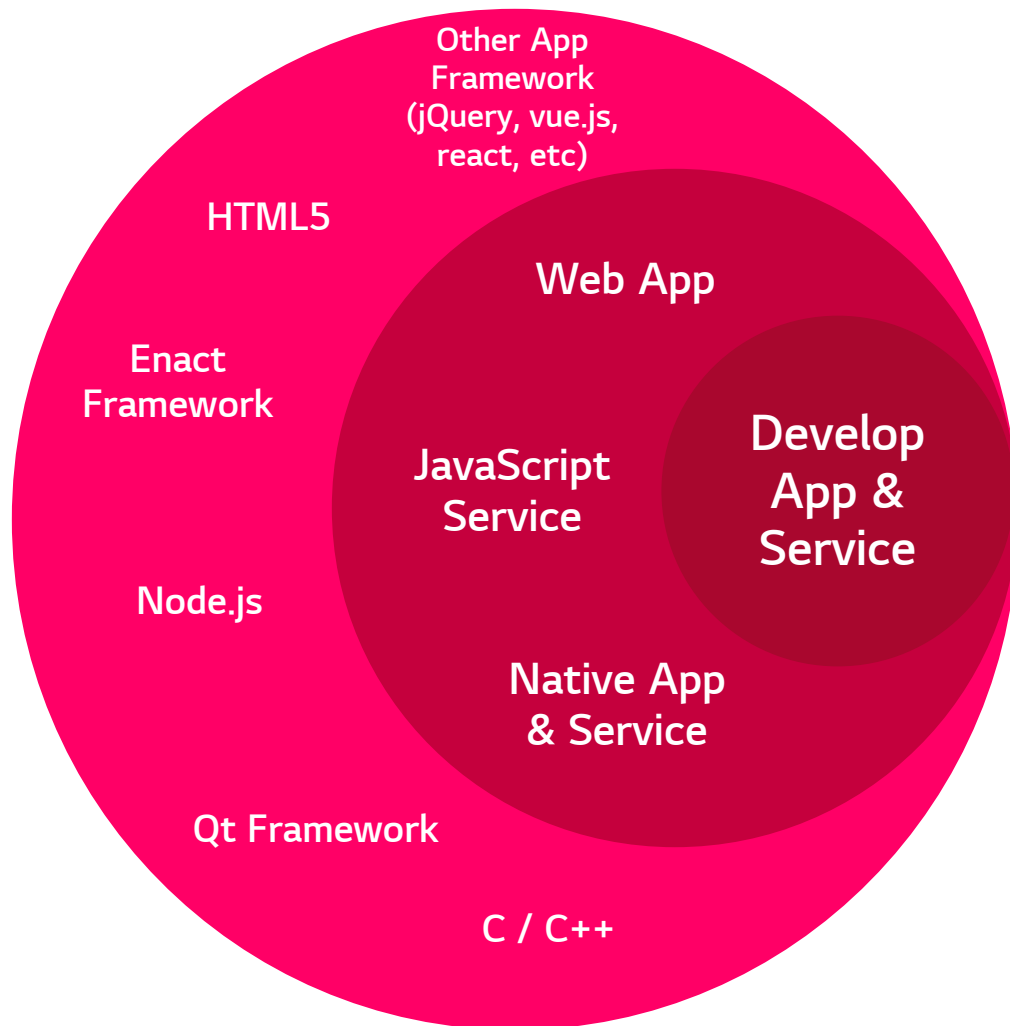 Other App
Framework
(jQuery, vue.js,
react, etc)
HTML5
Web App
Enact
Framework
JavaScript
Service
Develop
App &
Service
Node.js
Native App
& Service
Qt Framework
C / C++